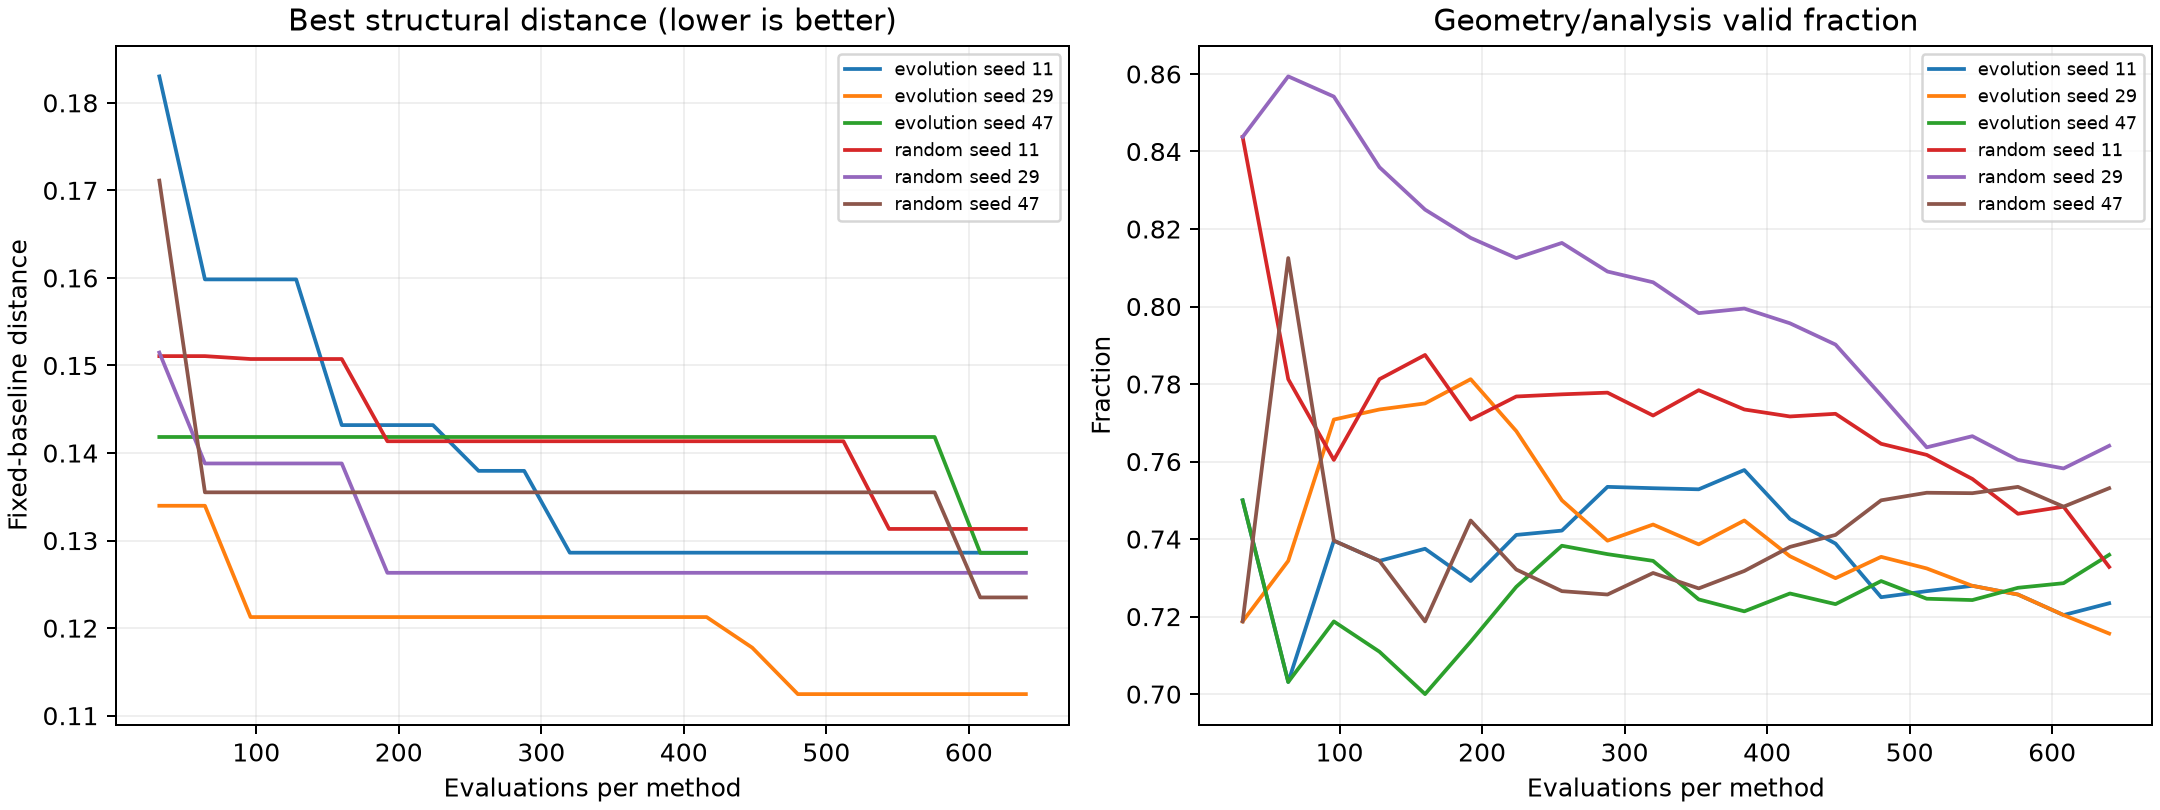 Best structural distance (lower is better)
Fixed-baseline distance
0.18
0.17
0.16
0.15
0.14
0.13
0.12
0.11
evolution seed 11
evolution seed 29
evolution seed 47
random seed 11
random seed 29
random seed 47
100 200 300 400 500 600
Evaluations per method
Geometry/analysis valid fraction
Fraction
0.86
0.84
0.82
0.80
0.78
0.76
0.74
0.72
0.70
evolution seed 11
evolution seed 29
evolution seed 47
random seed 11
random seed 29
random seed 47
100 200 300 400 500 600
Evaluations per method